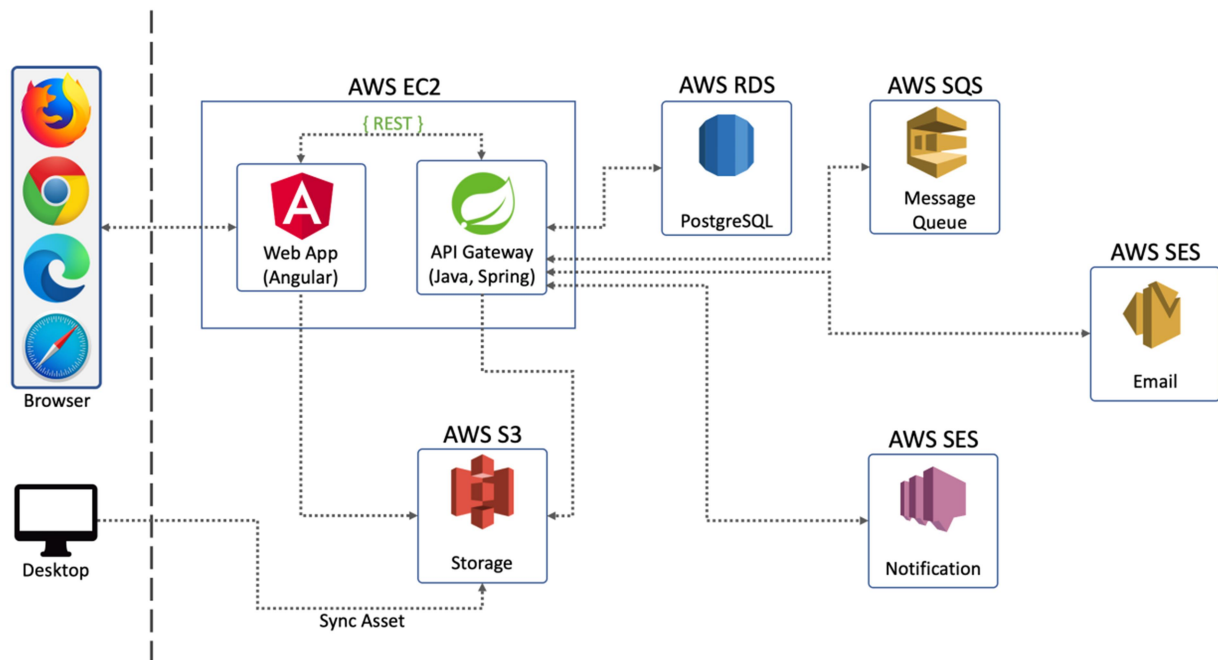 AWS EC2
AWS RDS
AWS SQS
{ REST }
A
Web App
(Angular)
API Gateway
(Java, Spring)
PostgreSQL
Message
Queue
AWS SES
Email
Browser
AWS S3
AWS SES
Storage
Notification
Desktop
Sync Asset